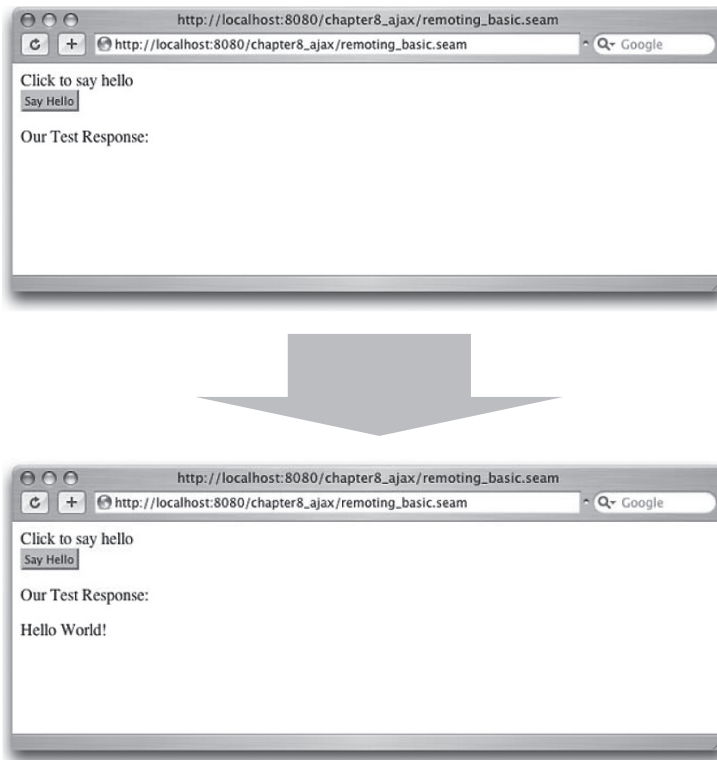 http://localhost:8080/chapter8_ajax/remoting_basic.seam
http://localhost:8080/chapter8_ajax/remoting_basic.seam Google
Click to say hello
Say Hello
Our Test Response:
http://localhost:8080/chapter8_ajax/remoting_basic.seam
http://localhost:8080/chapter8_ajax/remoting_basic.seam Google
Click to say hello
Say Hello
Our Test Response:
Hello World!